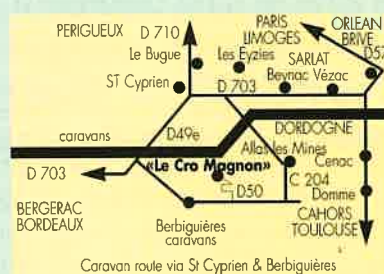 PERIGUEUX
D 710
PARIS
LIMOGES
ORLEAN
BRIVE
Le Bugue
Les Eyzies
SARLAT
D57
ST Cyprien
Beynac
Vézac
D 703
caravans
D49e
DORDOGNE
«Le Cro Magnon»
Allas les Mines
Cenac
D 703
D50
C 204
Domme
BERGERAC
BORDEAUX
Berbiguières
caravans
CAHORS
TOULOUSE
Caravan route via St Cyprien & Berbiguières